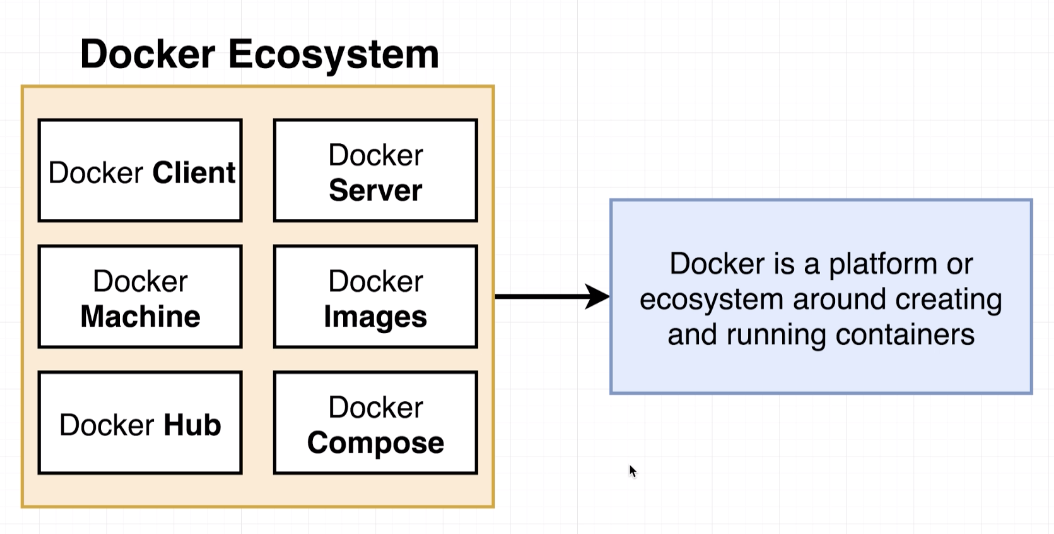 Docker Ecosystem
Docker Client
Docker
Server
Docker
Machine
Docker
Images
Docker Hub
Docker
Compose
Docker is a platform or
ecosystem around creating
and running containers